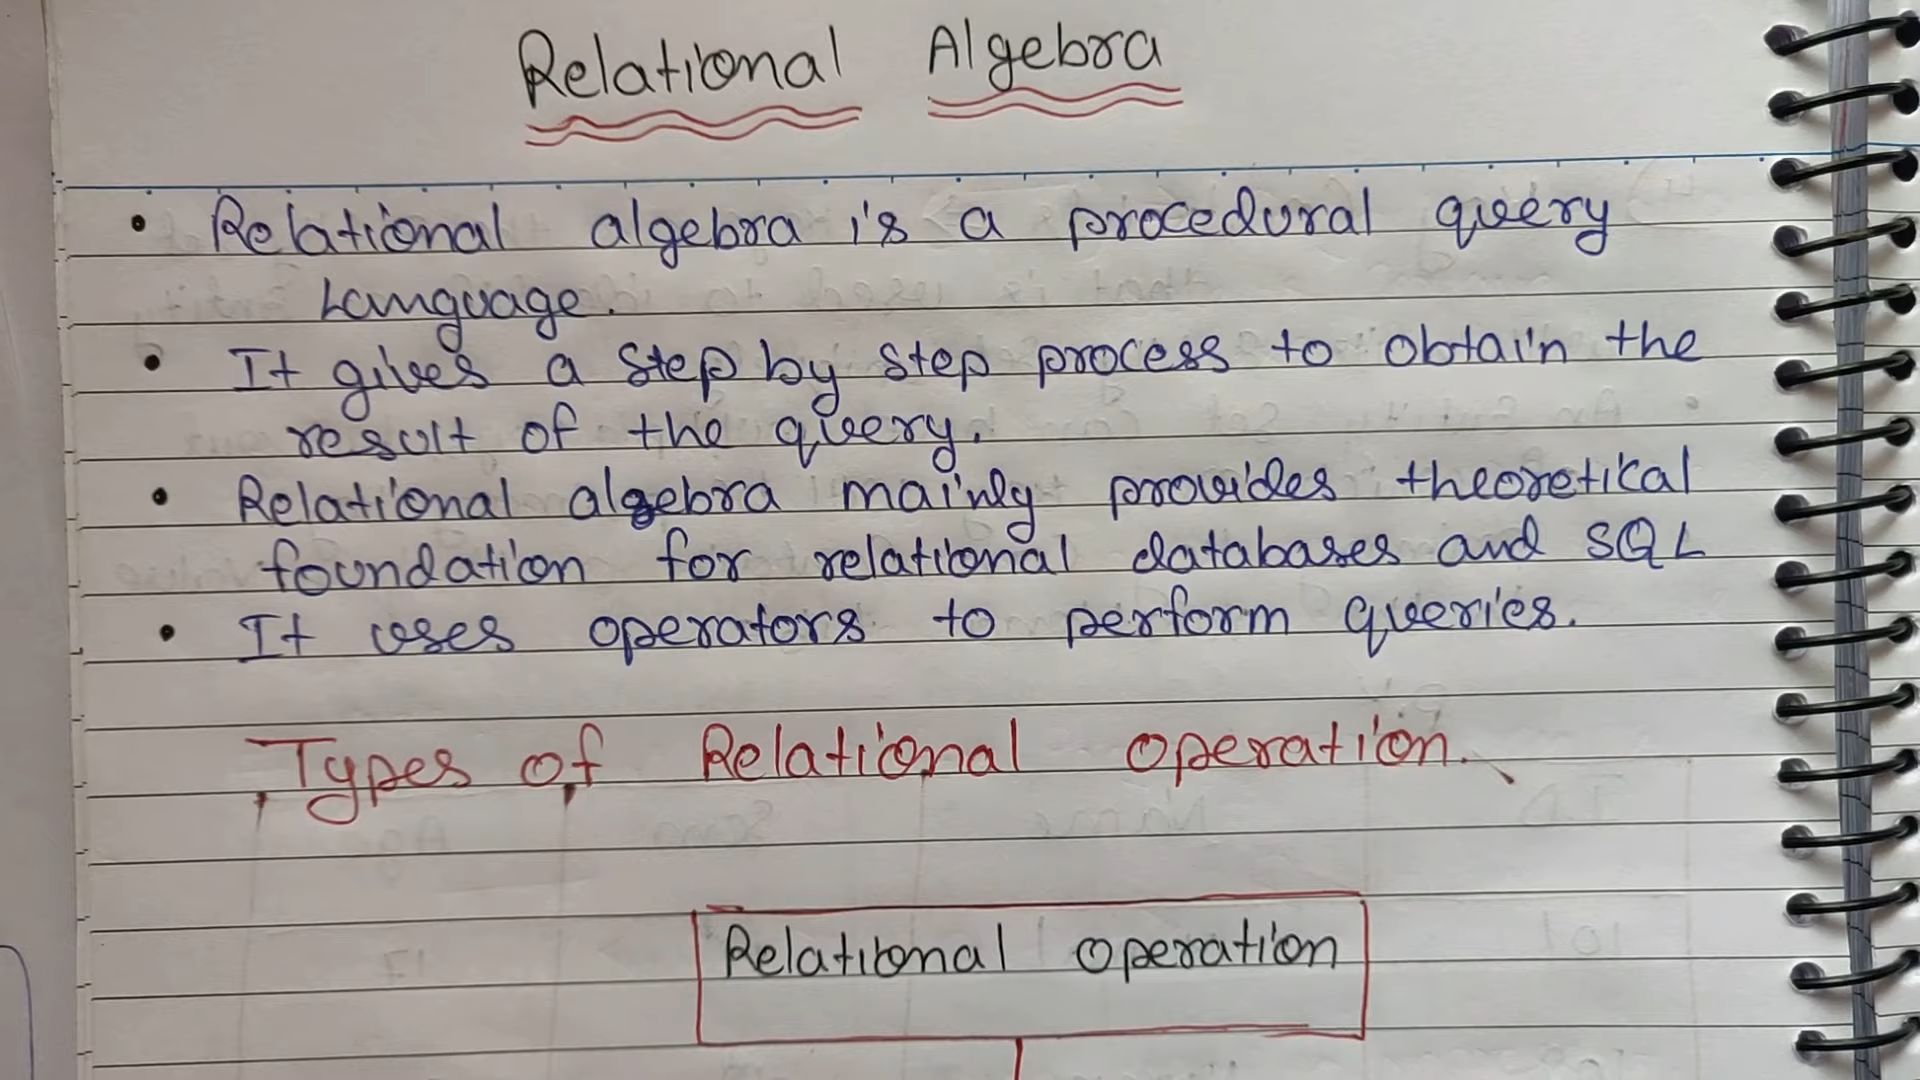 Relational Algebra
• Relational algebra is a procedural query
Language.
• It gives a step by step process to obtain the
result of the query.
• Relational algebra mainly provides theoretical
foundation for relational databases and SQL
• It uses operators to perform queries.
Types of Relational operation.
Relational operation